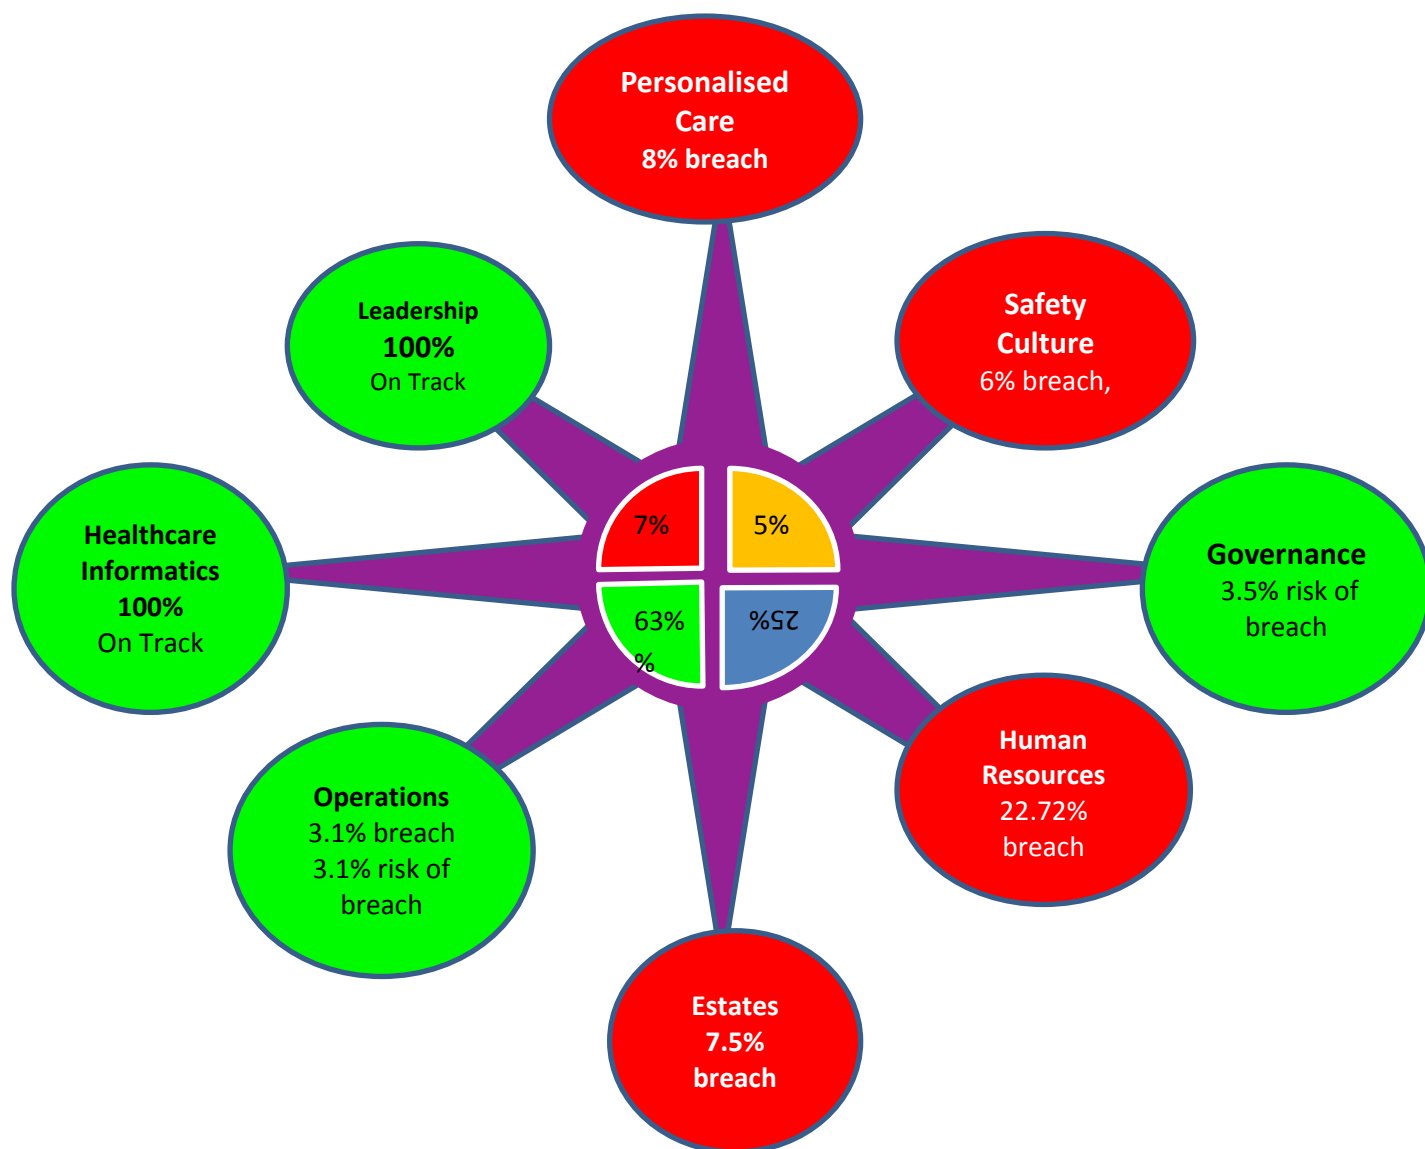 Personalised
Care
8% breach
Leadership
100%
On Track
Safety
Culture
6% breach,
Healthcare
Informatics
100%
On Track
7%
5%
63%
%
25%
Governance
3.5% risk of
breach
Operations
3.1% breach
3.1% risk of
breach
Human
Resources
22.72%
breach
Estates
7.5%
breach